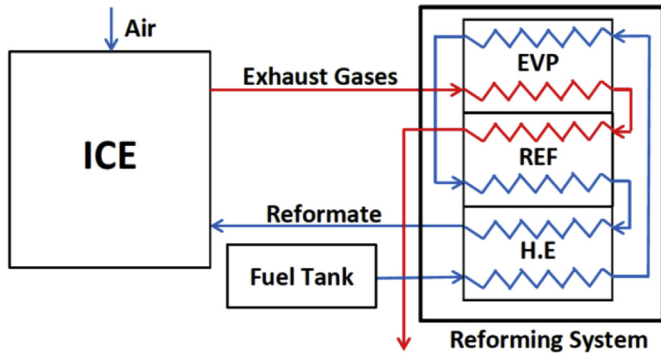 Air
ICE
Exhaust Gases
EVP
REF
Reformate
H.E
Fuel Tank
Reforming System